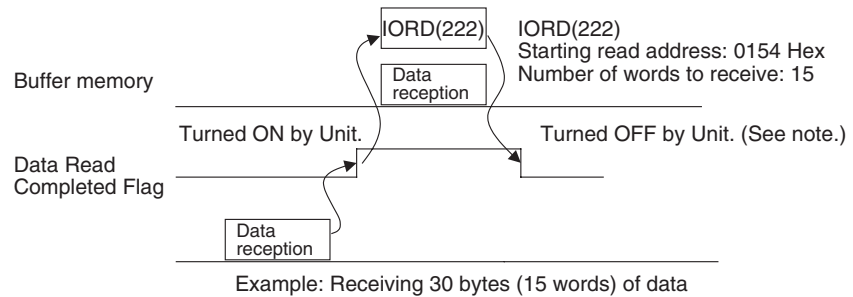 IORD(222)
IORD(222)
Starting read address: 0154 Hex
Number of words to receive: 15
Buffer memory
Data
reception
Turned ON by Unit.
Turned OFF by Unit. (See note.)
Data Read
Completed Flag
Data
reception
Example: Receiving 30 bytes (15 words) of data